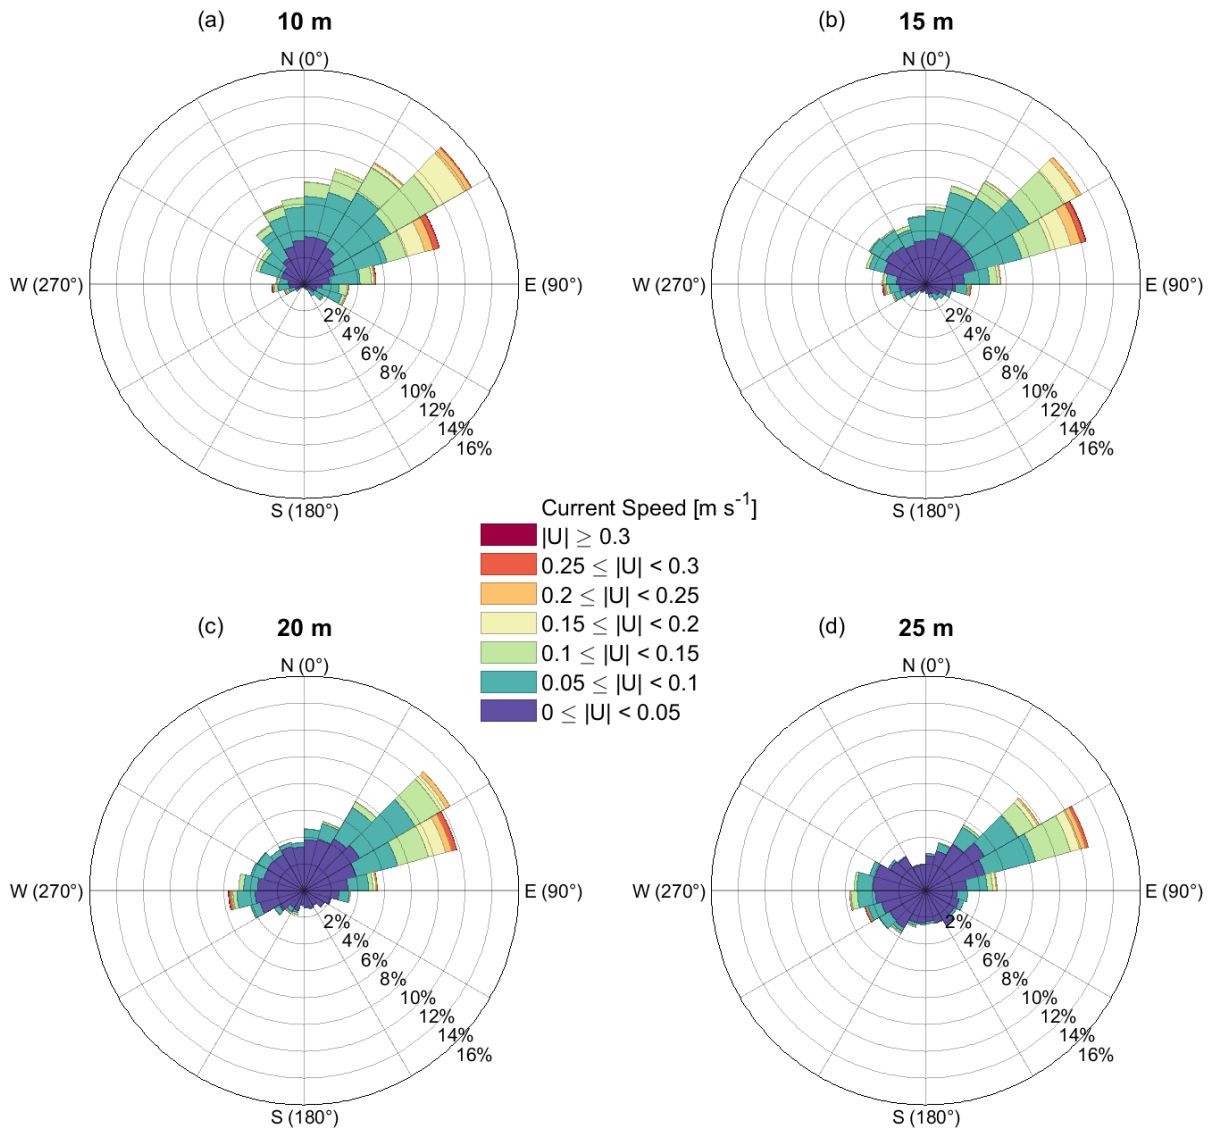 (a) 10 m
N (0°)
W (270°)
E (90°)
2%
4%
6%
8%
10%
12%
14%
16%
S (180°)
(b) 15 m
N (0°)
W (270°)
E (90°)
2%
4%
6%
8%
10%
12%
14%
16%
S (180°)
Current Speed [m s⁻¹]
|U| ≥ 0.3
0.25 ≤ |U| < 0.3
0.2 ≤ |U| < 0.25
0.15 ≤ |U| < 0.2
0.1 ≤ |U| < 0.15
0.05 ≤ |U| < 0.1
0 ≤ |U| < 0.05
(c) 20 m
N (0°)
W (270°)
E (90°)
2%
4%
6%
8%
10%
12%
14%
16%
S (180°)
(d) 25 m
N (0°)
W (270°)
E (90°)
2%
4%
6%
8%
10%
12%
14%
16%
S (180°)